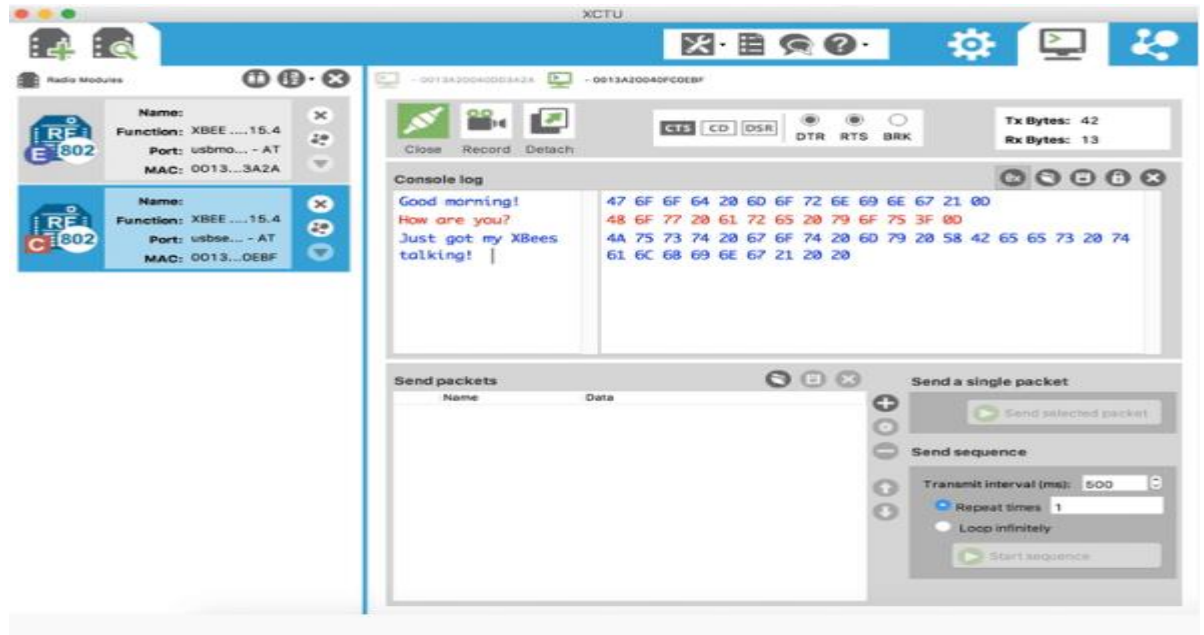 XCTU
Radio Modules
- 0013A20040DD3A2A - 0013A20040FC0EBF
Name:
Function: XBEE ....15.4
Port: usbmo... - AT
MAC: 0013...3A2A
RF
E 802
Name:
Function: XBEE ....15.4
Port: usbse... - AT
MAC: 0013...0EBF
RF
C 802
Close Record Detach
CTS CD DSR DTR RTS BRK
Tx Bytes: 42
Rx Bytes: 13
Console log
Good morning! 47 6F 6F 64 20 6D 6F 72 6E 69 6E 67 21 0D
How are you? 48 6F 77 20 61 72 65 20 79 6F 75 3F 0D
Just got my XBees 4A 75 73 74 20 67 6F 74 20 6D 79 20 58 42 65 65 73 20 74
talking! 61 6C 6B 69 6E 67 21 20 20
Send packets
Name Data
Send a single packet
Send selected packet
Send sequence
Transmit interval (ms): 500
Repeat times 1
Loop infinitely
Start sequence